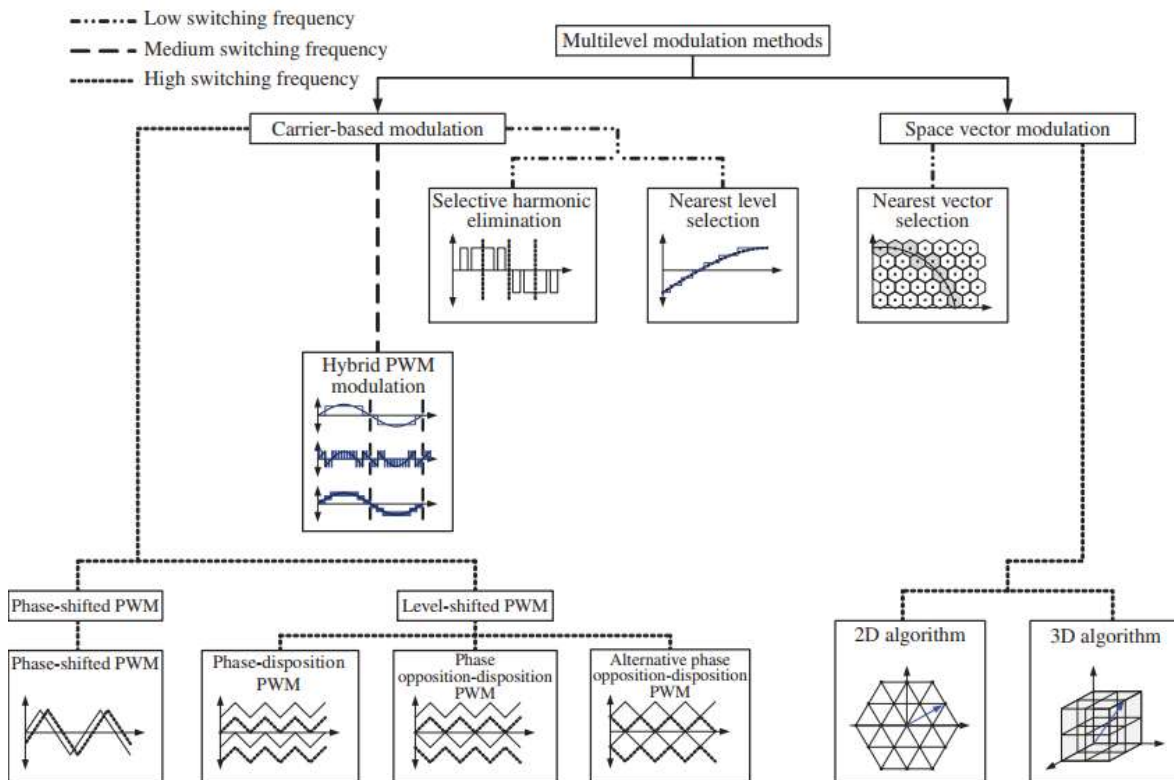 Low switching frequency
Medium switching frequency
High switching frequency
Multilevel modulation methods
Carrier-based modulation
Space vector modulation
Selective harmonic
elimination
Nearest level
selection
Nearest vector
selection
Hybrid PWM
modulation
Phase-shifted PWM
Level-shifted PWM
Phase-shifted PWM
Phase-disposition
PWM
Phase
opposition-disposition
PWM
Alternative phase
opposition-disposition
PWM
2D algorithm
3D algorithm